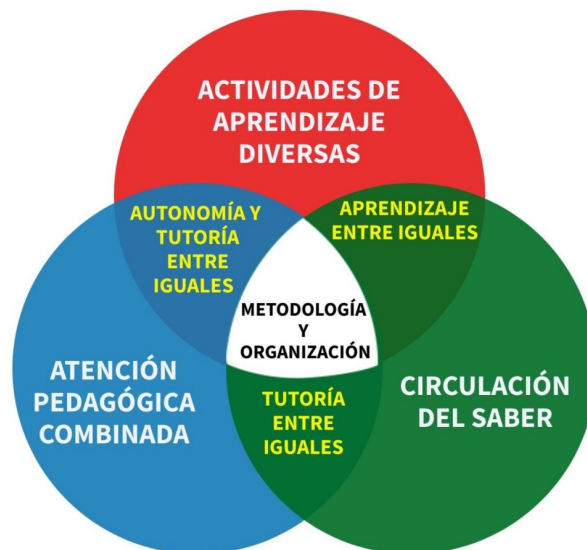 ACTIVIDADES DE
APRENDIZAJE
DIVERSAS
AUTONOMÍA Y
TUTORÍA
ENTRE
IGUALES
APRENDIZAJE
ENTRE IGUALES
METODOLOGÍA
Y
ORGANIZACIÓN
ATENCIÓN
PEDAGÓGICA
COMBINADA
TUTORÍA
ENTRE
IGUALES
CIRCULACIÓN
DEL SABER